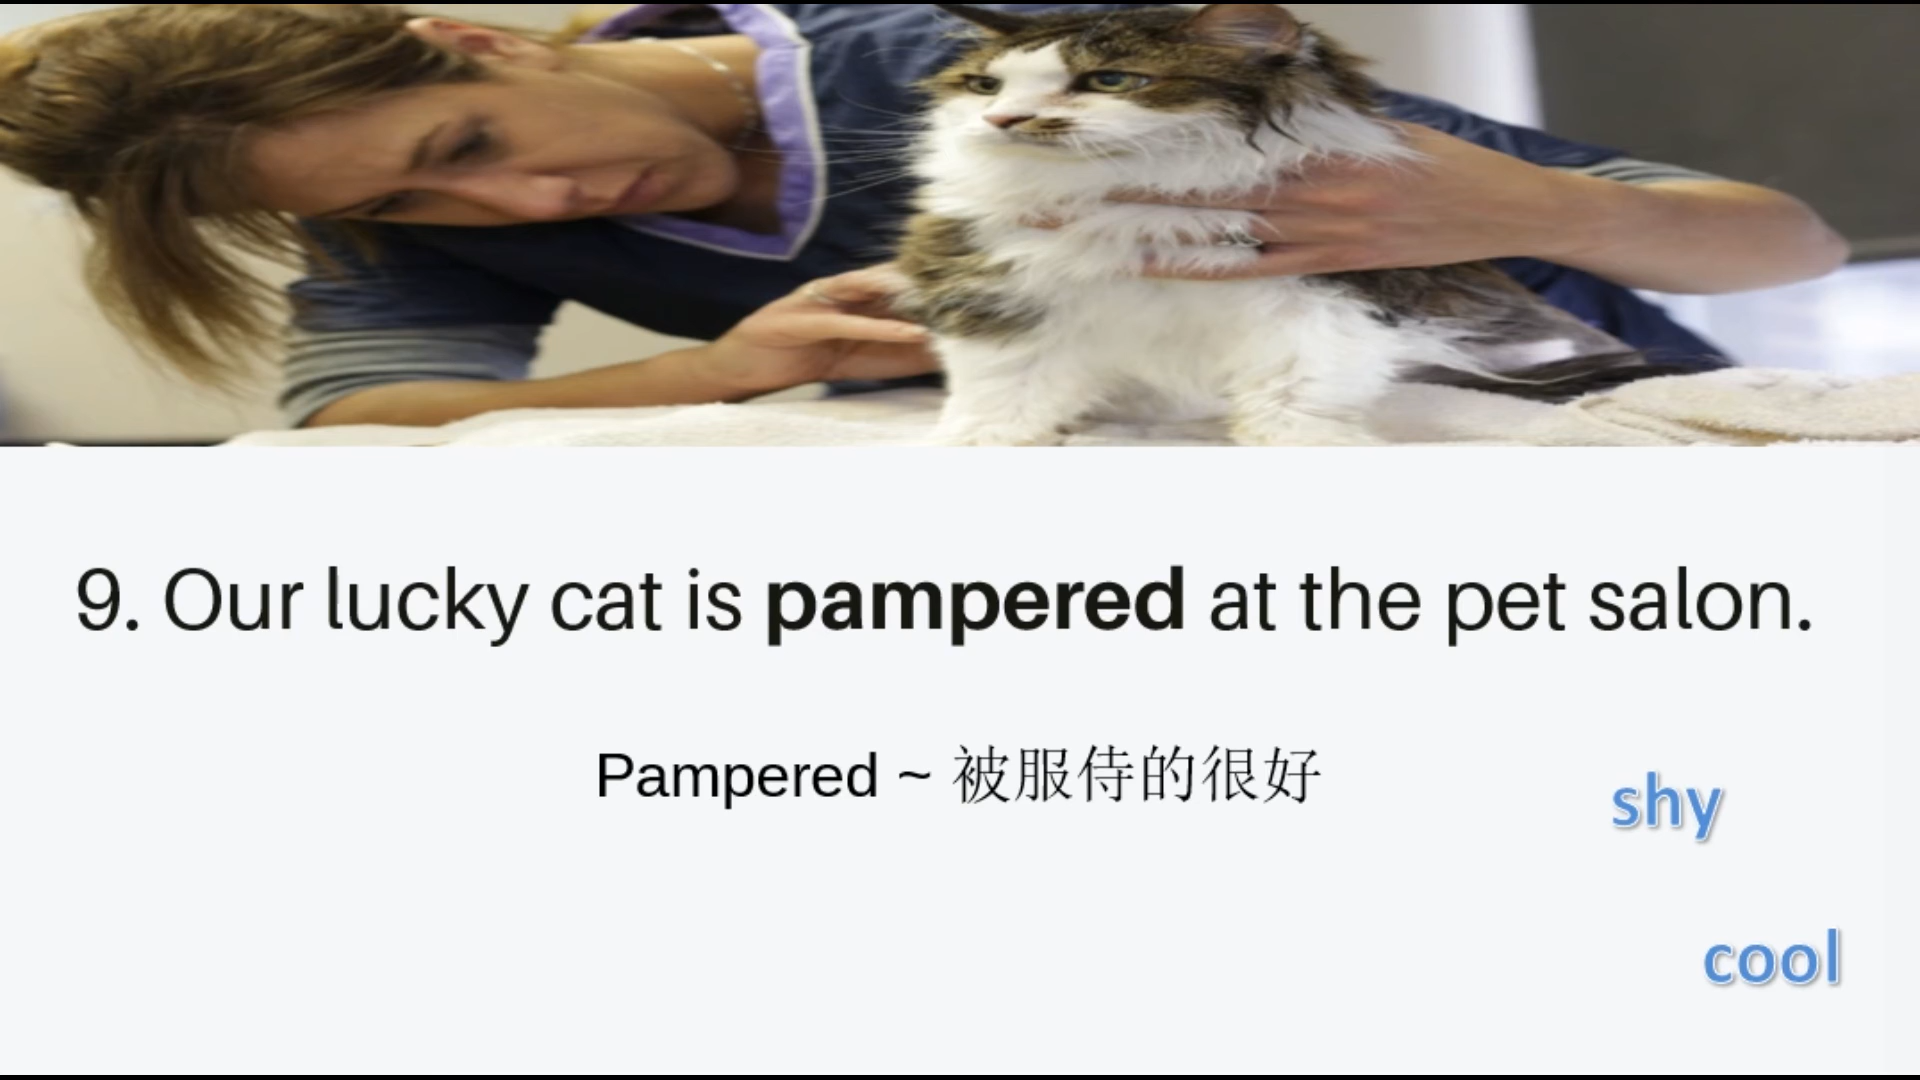 9. Our lucky cat is pampered at the pet salon.
Pampered ~ 被服侍的很好
shy
cool